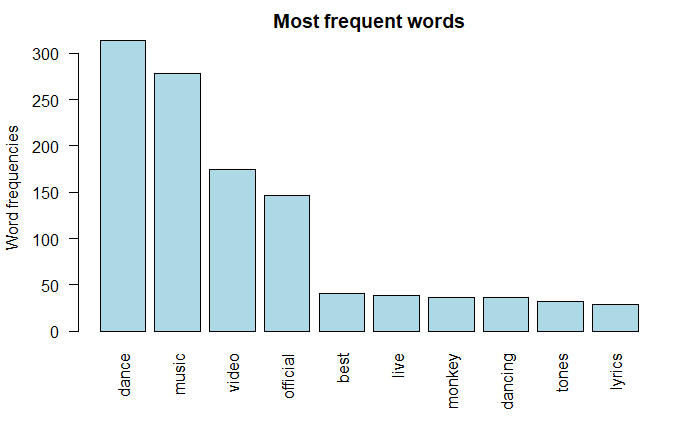 Most frequent words
Word frequencies
300
250
200
150
100
50
0
dance
music
video
official
best
live
monkey
dancing
tones
lyrics